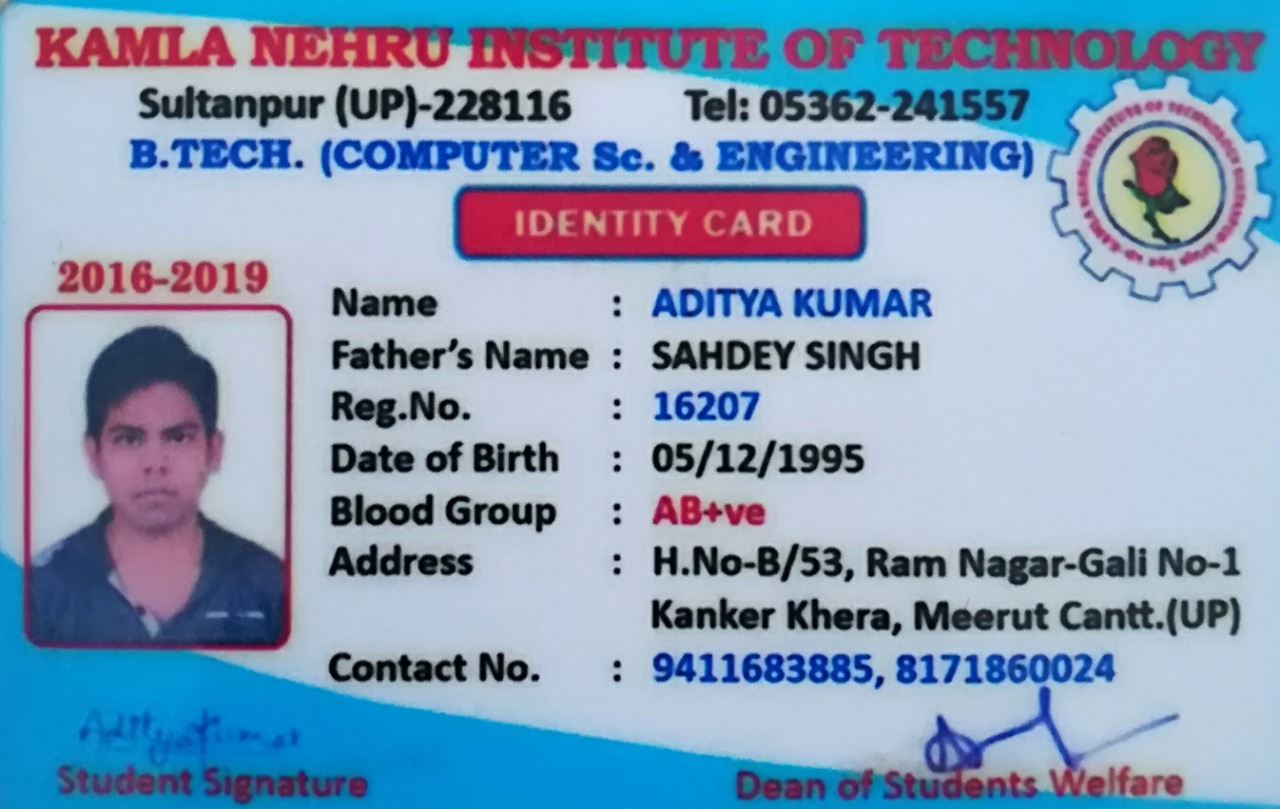 KAMLA NEHRU INSTITUTE OF TECHNOLOGY
Sultanpur (UP)-228116 Tel: 05362-241557
B.TECH. (COMPUTER Sc. & ENGINEERING)
IDENTITY CARD
2016-2019
Name : ADITYA KUMAR
Father's Name : SAHDEY SINGH
Reg.No. : 16207
Date of Birth : 05/12/1995
Blood Group : AB+ve
Address : H.No-B/53, Ram Nagar-Gali No-1
Kanker Khera, Meerut Cantt.(UP)
Contact No. : 9411683885, 8171860024
Aditya Kumar
Student Signature
Dean of Students Welfare